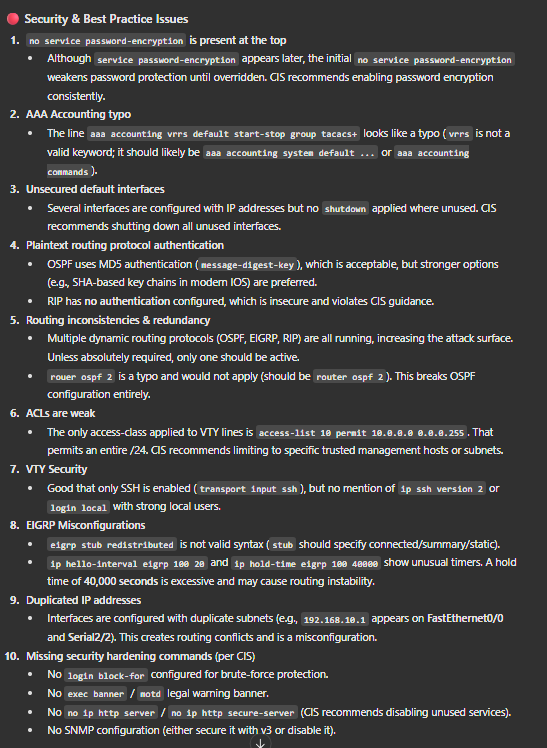 Security & Best Practice Issues
1. no service password-encryption is present at the top
• Although service password-encryption appears later, the initial no service password-encryption
weakens password protection until overridden. CIS recommends enabling password encryption
consistently.
2. AAA Accounting typo
• The line aaa accounting vrrs default start-stop group tacacs+ looks like a typo ( vrrs is not a
valid keyword; it should likely be aaa accounting system default ... or aaa accounting
commands ).
3. Unsecured default interfaces
• Several interfaces are configured with IP addresses but no shutdown applied where unused. CIS
recommends shutting down all unused interfaces.
4. Plaintext routing protocol authentication
• OSPF uses MD5 authentication ( message-digest-key ), which is acceptable, but stronger options
(e.g., SHA-based key chains in modern IOS) are preferred.
• RIP has no authentication configured, which is insecure and violates CIS guidance.
5. Routing inconsistencies & redundancy
• Multiple dynamic routing protocols (OSPF, EIGRP, RIP) are all running, increasing the attack surface.
Unless absolutely required, only one should be active.
• rouer ospf 2 is a typo and would not apply (should be router ospf 2 ). This breaks OSPF
configuration entirely.
6. ACLs are weak
• The only access-class applied to VTY lines is access-list 10 permit 10.0.0.0 0.0.0.255 . That
permits an entire /24. CIS recommends limiting to specific trusted management hosts or subnets.
7. VTY Security
• Good that only SSH is enabled ( transport input ssh ), but no mention of ip ssh version 2 or
login local with strong local users.
8. EIGRP Misconfigurations
• eigrp stub redistributed is not valid syntax ( stub should specify connected/summary/static).
• ip hello-interval eigrp 100 20 and ip hold-time eigrp 100 40000 show unusual timers. A hold
time of 40,000 seconds is excessive and may cause routing instability.
9. Duplicated IP addresses
• Interfaces are configured with duplicate subnets (e.g., 192.168.10.1 appears on FastEthernet0/0
and Serial2/2). This creates routing conflicts and is a misconfiguration.
10. Missing security hardening commands (per CIS)
• No login block-for configured for brute-force protection.
• No exec banner / motd legal warning banner.
• No no ip http server / no ip http secure-server (CIS recommends disabling unused services).
• No SNMP configuration (either secure it with v3 or disable it).